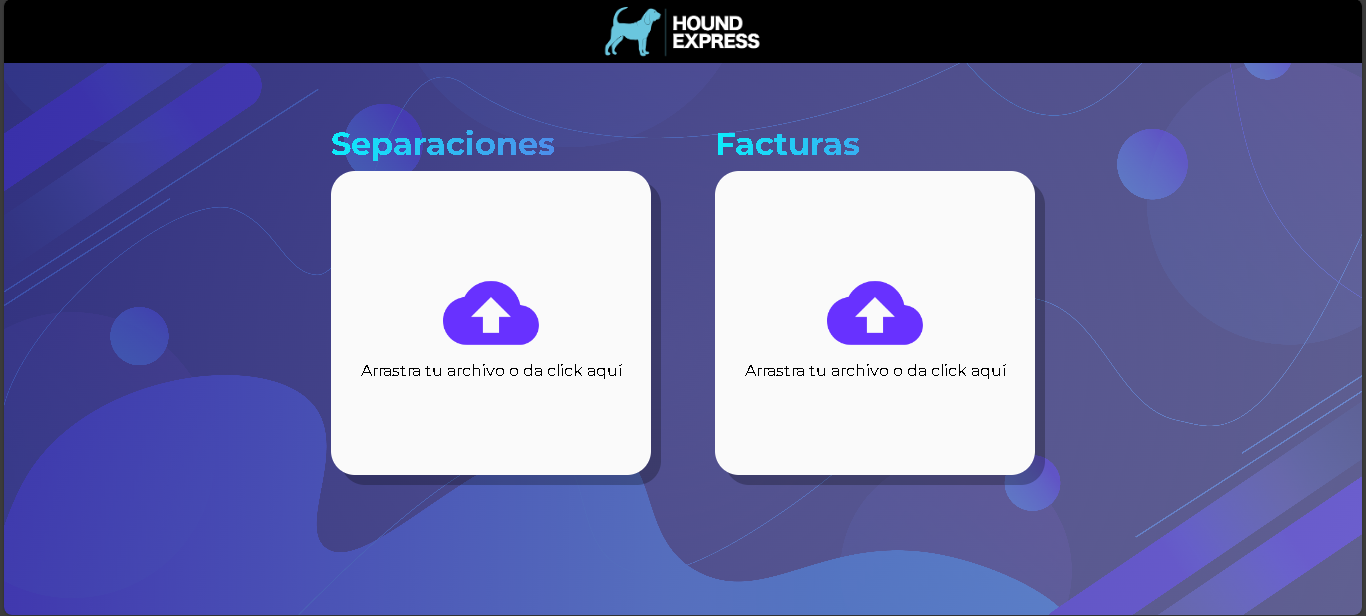 HOUND
EXPRESS
Separaciones
Facturas
Arrastra tu archivo o da click aquí
Arrastra tu archivo o da click aquí